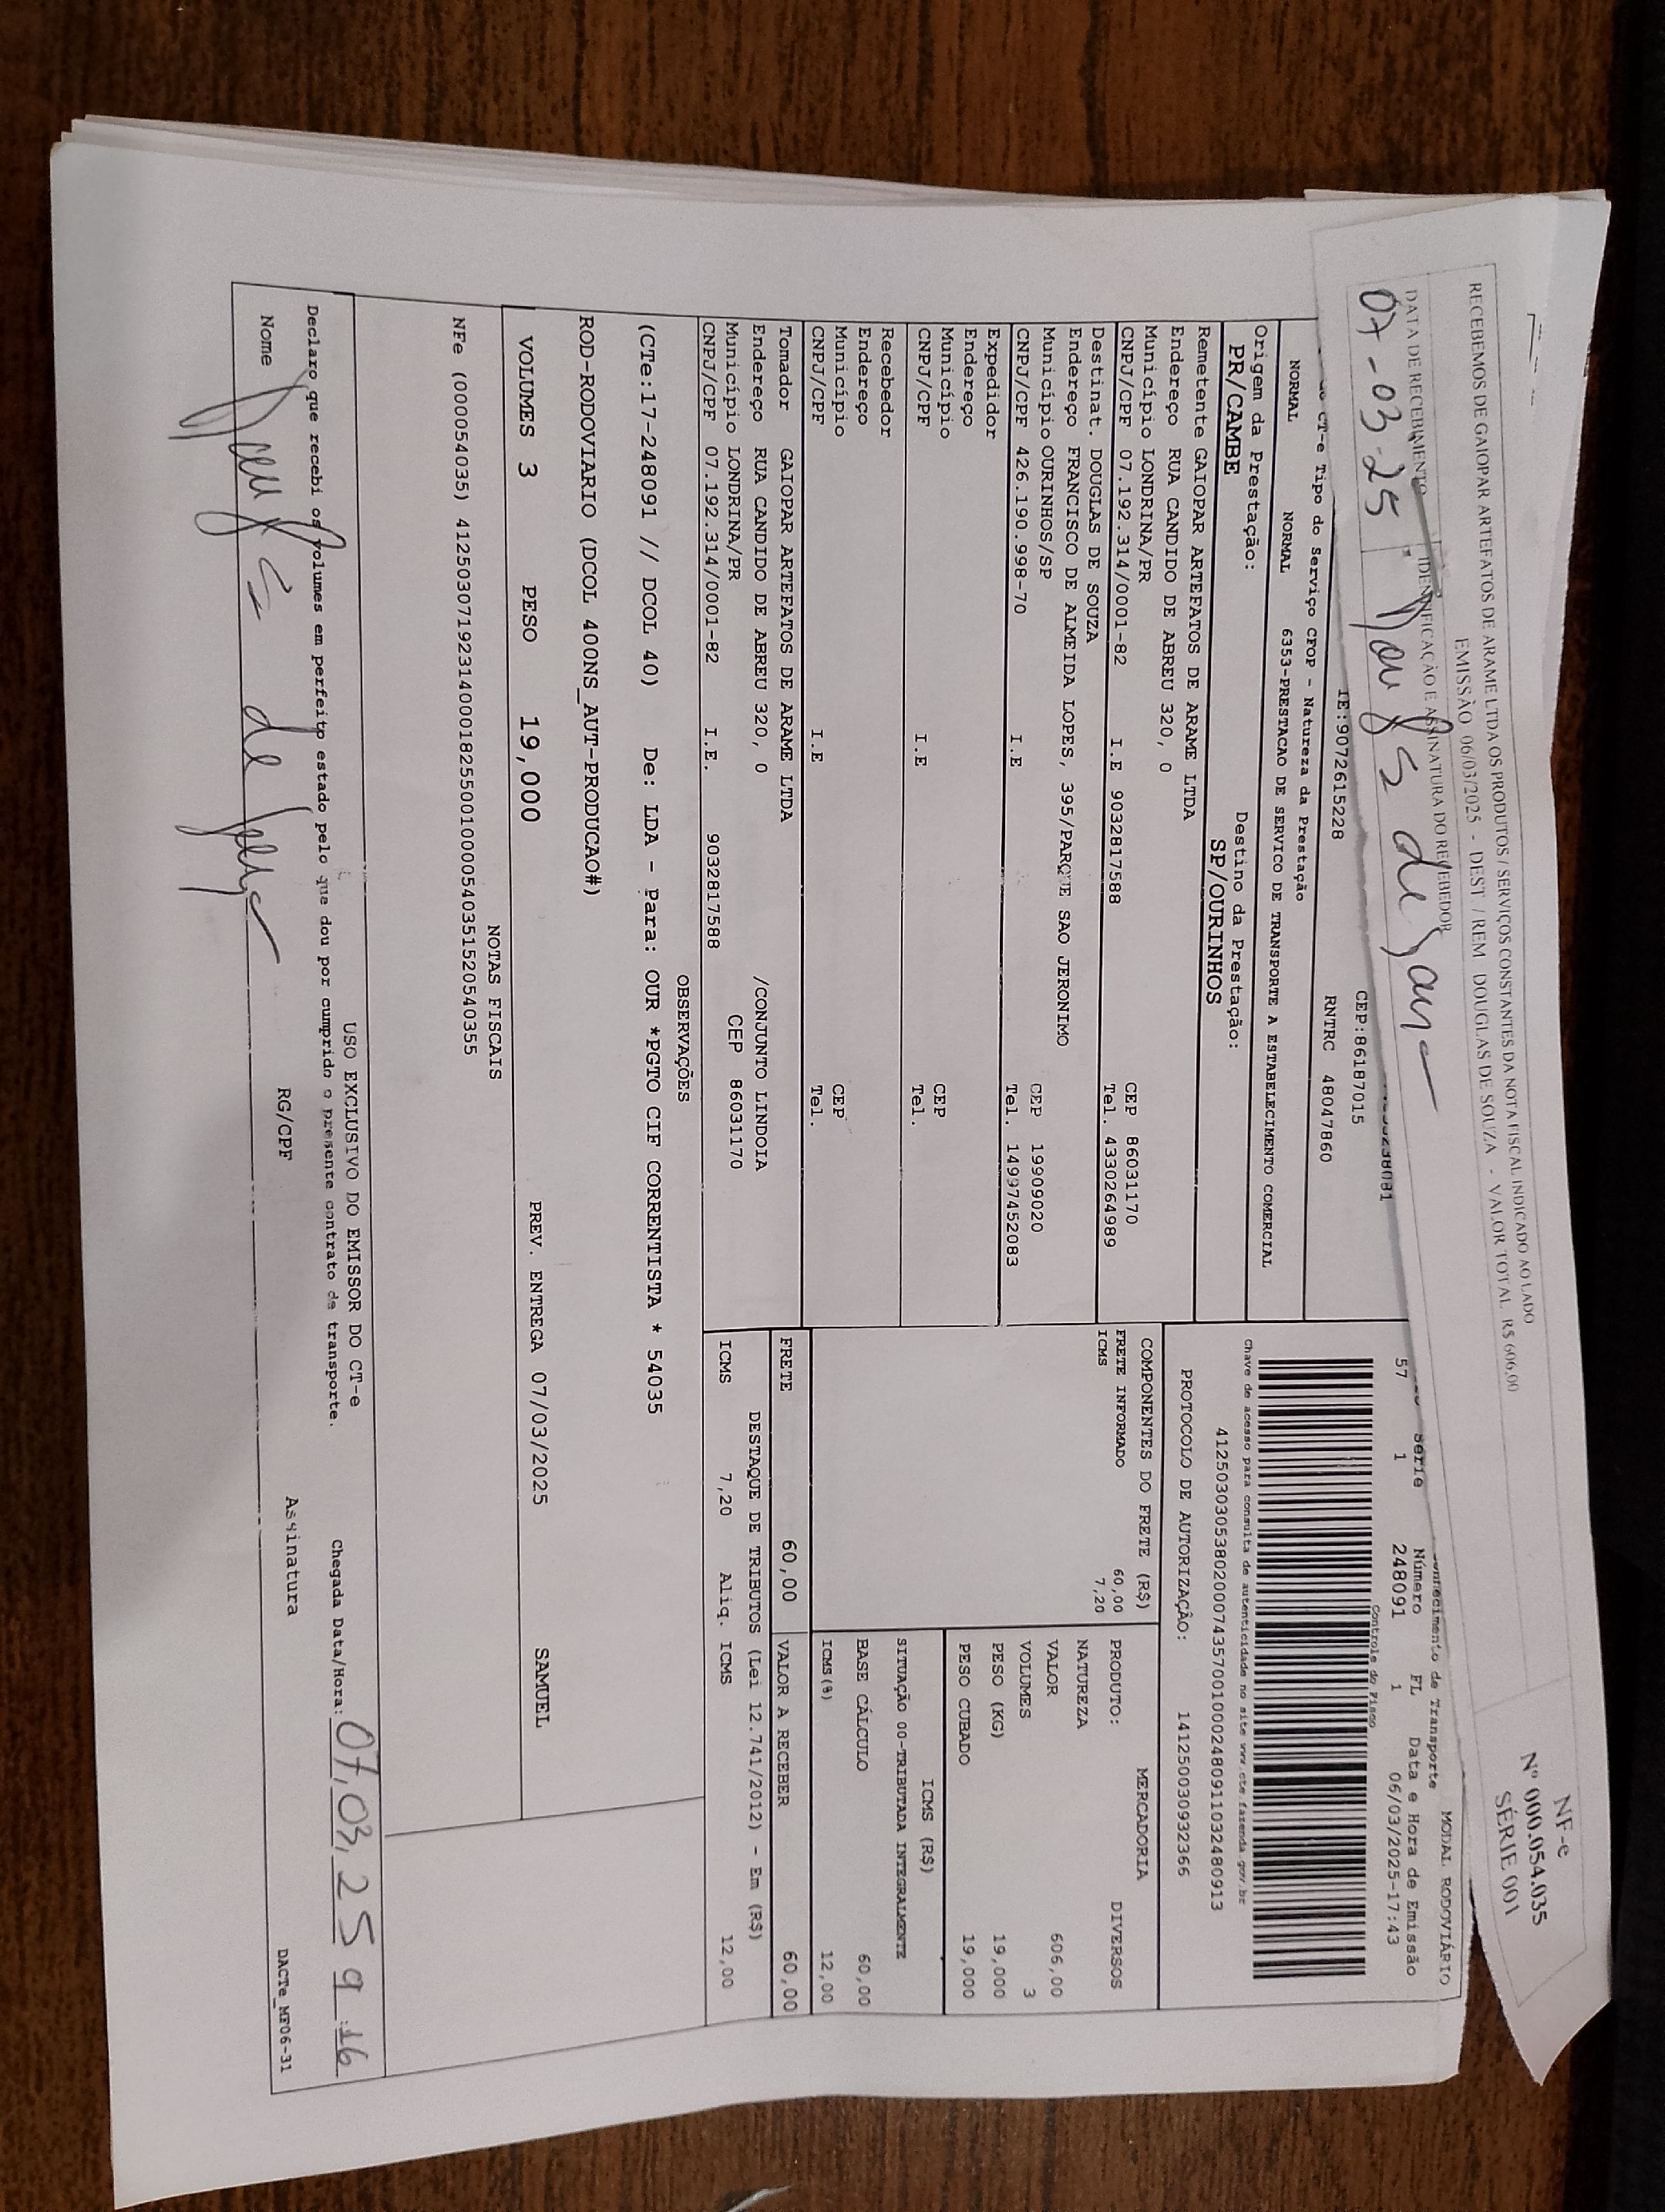 RECEBEMOS DE GAIOPAR ARTEFATOS DE ARAME LTDA OS PRODUTOS / SERVIÇOS CONSTANTES DA NOTA FISCAL INDICADO AO LADO
EMISSÃO 06/03/2025 - DEST / REM DOUGLAS DE SOUZA - VALOR TOTAL R$ 606,00
DATA DE RECEBIMENTO IDENTIFICAÇÃO E ASSINATURA DO RECEBEDOR
07-03-25 Douglas de Souza
NF-e
Nº 000.054.035
SÉRIE 001
CEP:86187015
IE:9072615228 RNTRC 48047860
CT-e Tipo do Serviço CFOP - Natureza da Prestação
NORMAL NORMAL 6353-PRESTACAO DE SERVICO DE TRANSPORTE A ESTABELECIMENTO COMERCIAL
Origem da Prestação: Destino da Prestação:
PR/CAMBE SP/OURINHOS
de Transporte MODAL RODOVIÁRIO
Série Número FL Data e Hora de Emissão
57 1 248091 1 06/03/2025-17:43
Controle do Fisco
Chave de acesso para consulta de autenticidade no site www.cte.fazenda.gov.br
41250303053802000743570010002480911032480913
PROTOCOLO DE AUTORIZAÇÃO: 141250030932366
Remetente GAIOPAR ARTEFATOS DE ARAME LTDA
Endereço RUA CANDIDO DE ABREU 320, 0
Município LONDRINA/PR CEP 86031170
CNPJ/CPF 07.192.314/0001-82 I.E 9032817588 Tel. 4330264989
Destinat. DOUGLAS DE SOUZA
Endereço FRANCISCO DE ALMEIDA LOPES, 395/PARQUE SAO JERONIMO
Município OURINHOS/SP CEP 19909020
CNPJ/CPF 426.190.998-70 I.E Tel. 14997452083
Expedidor
Endereço
Município CEP
CNPJ/CPF I.E Tel.
Recebedor
Endereço
Município CEP
CNPJ/CPF I.E Tel.
Tomador GAIOPAR ARTEFATOS DE ARAME LTDA
Endereço RUA CANDIDO DE ABREU 320, 0 /CONJUNTO LINDOIA
Município LONDRINA/PR CEP 86031170
CNPJ/CPF 07.192.314/0001-82 I.E. 9032817588
COMPONENTES DO FRETE (R$)
FRETE INFORMADO 60,00
ICMS 7,20
MERCADORIA
PRODUTO: DIVERSOS
NATUREZA
VALOR 606,00
VOLUMES 3
PESO (KG) 19,000
PESO CUBADO 19,000
ICMS (R$)
SITUAÇÃO 00-TRIBUTADA INTEGRALMENTE
BASE CÁLCULO 60,00
ICMS(%) 12,00
FRETE 60,00 VALOR A RECEBER 60,00
DESTAQUE DE TRIBUTOS (Lei 12.741/2012) - Em (R$)
ICMS 7,20 Aliq. ICMS 12,00
OBSERVAÇÕES
(CTe:17-248091 // DCOL 40) De: LDA - Para: OUR *PGTO CIF CORRENTISTA * 54035
ROD-RODOVIARIO (DCOL 400NS_AUT-PRODUCAO#)
VOLUMES 3 PESO 19,000 PREV. ENTREGA 07/03/2025 SAMUEL
NOTAS FISCAIS
NFe (000054035) 41250307192314000182550010000540351520540355
USO EXCLUSIVO DO EMISSOR DO CT-e
Declaro que recebi os volumes em perfeito estado pelo que dou por cumprido o presente contrato de transporte. Chegada Data/Hora: 07,03,25 9:16
Nome Douglas de Souza RG/CPF Assinatura
DACTe_MF06-31